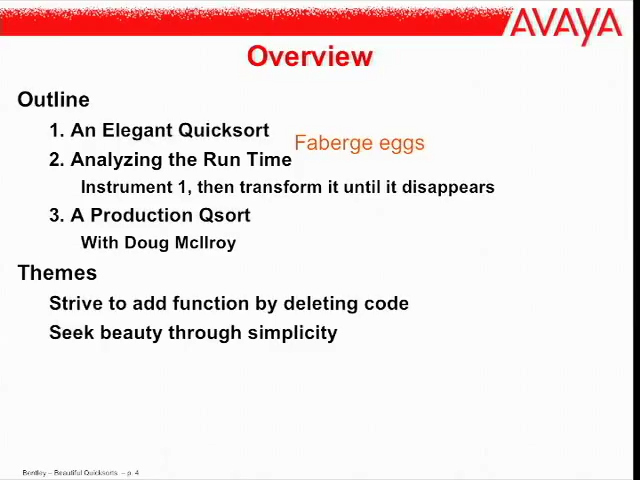 AVAYA
Overview
Outline
1. An Elegant Quicksort
Faberge eggs
2. Analyzing the Run Time
Instrument 1, then transform it until it disappears
3. A Production Qsort
With Doug McIlroy
Themes
Strive to add function by deleting code
Seek beauty through simplicity
Bentley – Beautiful Quicksorts – p. 4